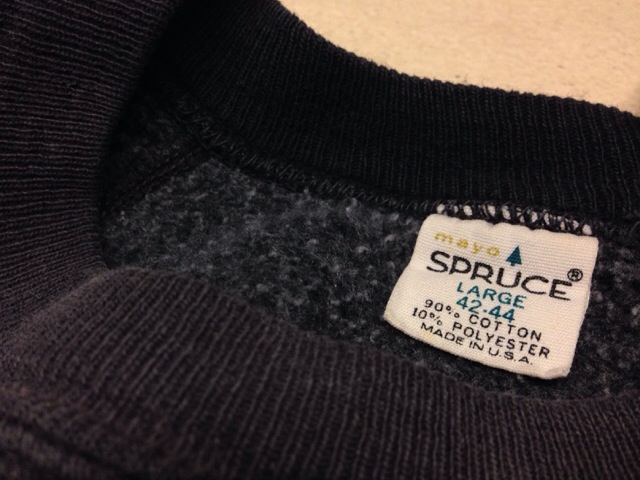 mayo
SPRUCE®
LARGE
42-44
90% COTTON
10% POLYESTER
MADE IN U.S.A.